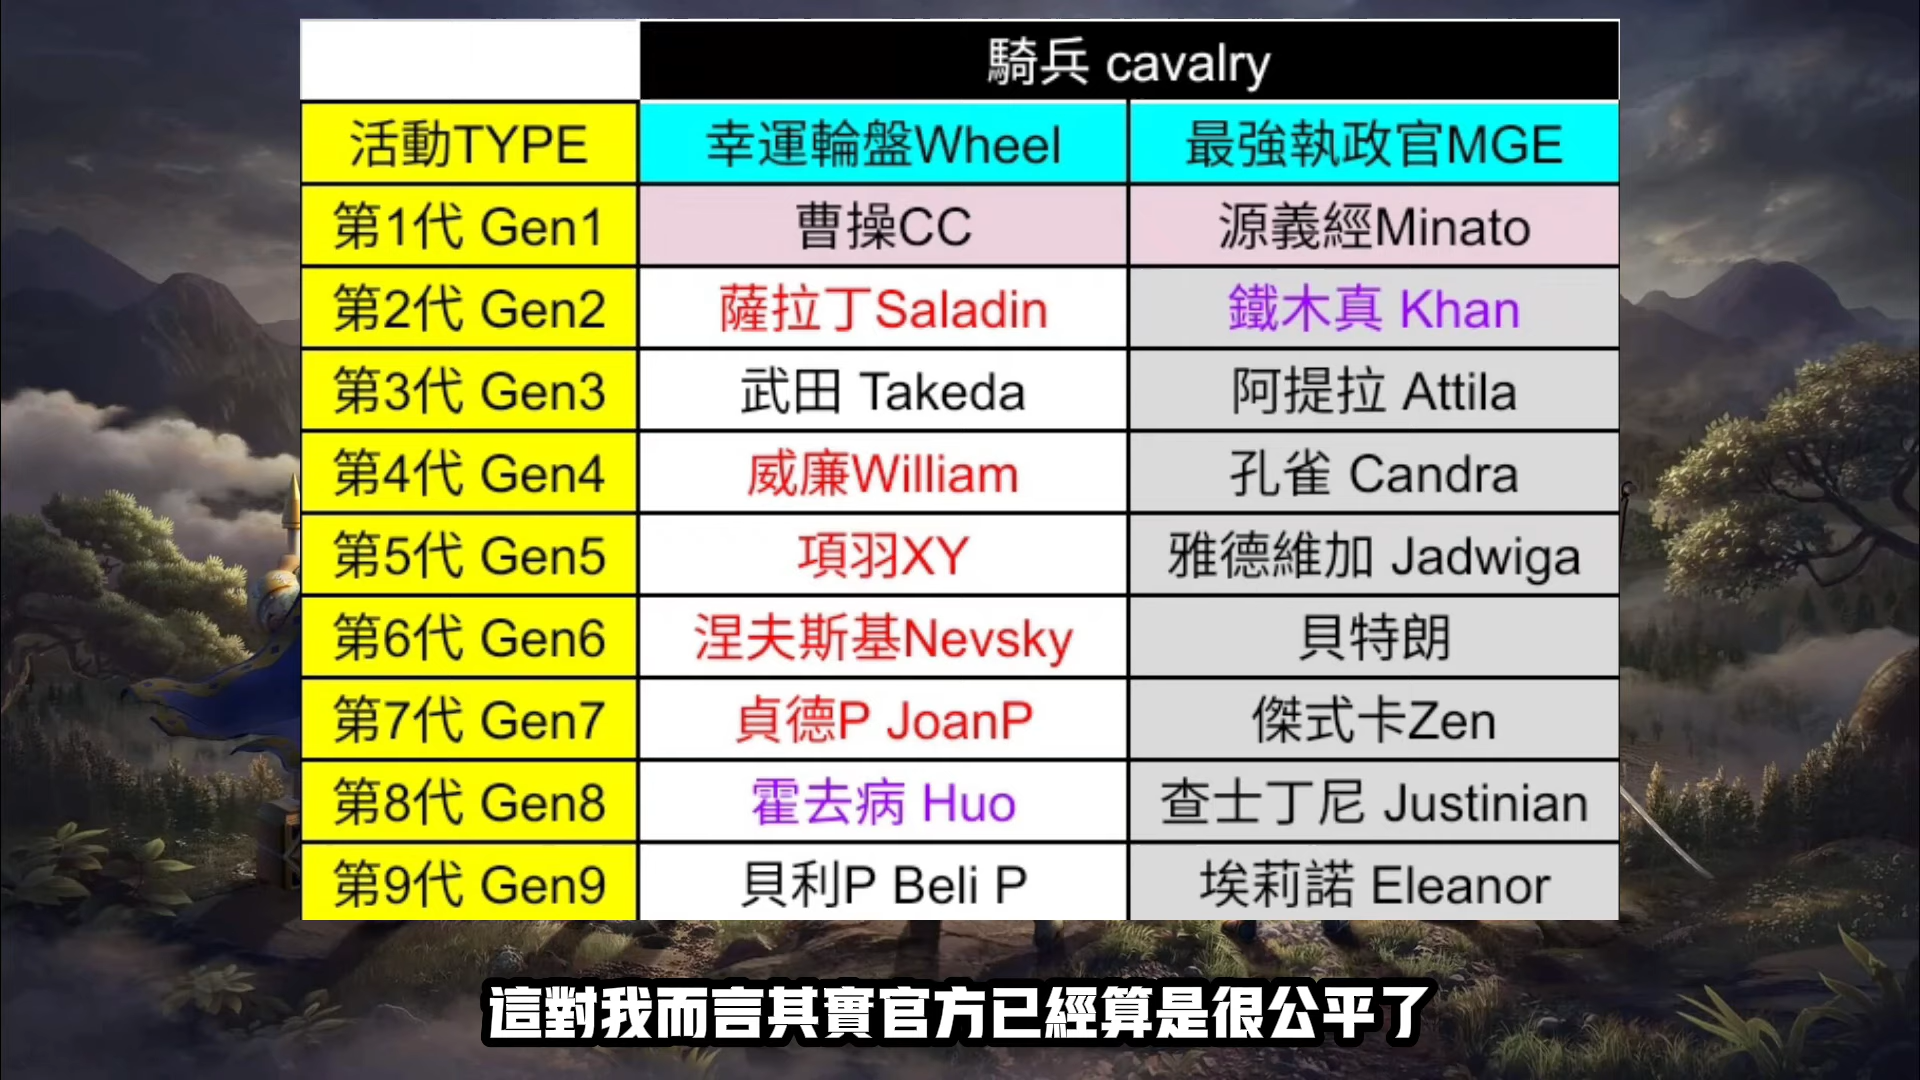 騎兵 cavalry
活動TYPE 幸運輪盤Wheel 最強執政官MGE
第1代 Gen1 曹操CC 源義經Minato
第2代 Gen2 薩拉丁Saladin 鐵木真 Khan
第3代 Gen3 武田 Takeda 阿提拉 Attila
第4代 Gen4 威廉William 孔雀 Candra
第5代 Gen5 項羽XY 雅德維加 Jadwiga
第6代 Gen6 涅夫斯基Nevsky 貝特朗
第7代 Gen7 貞德P JoanP 傑式卡Zen
第8代 Gen8 霍去病 Huo 查士丁尼 Justinian
第9代 Gen9 貝利P Beli P 埃莉諾 Eleanor
這對我而言其實官方已經算是很公平了